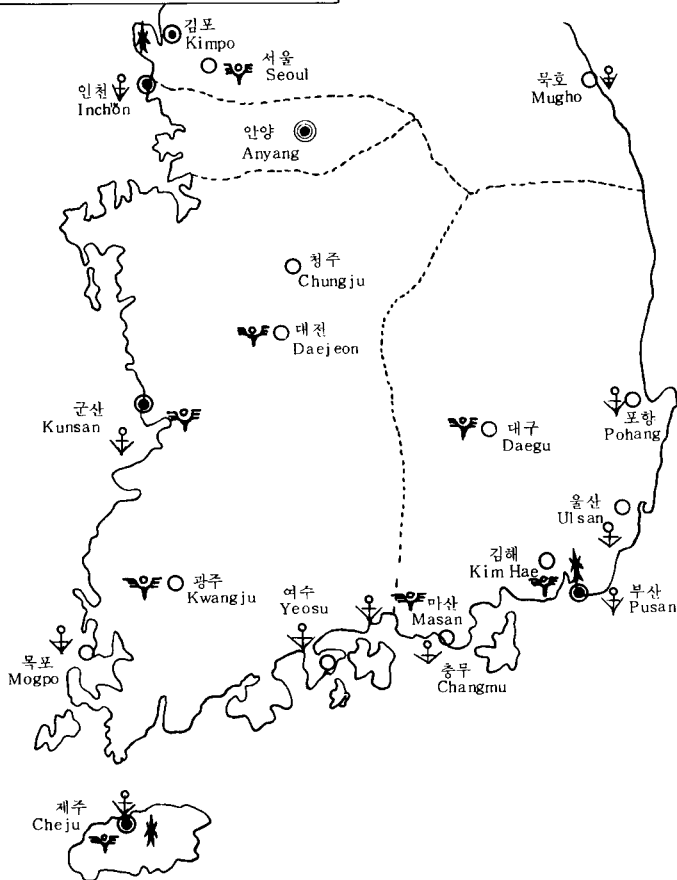 김포
Kimpo
서울
Seoul
인천
Inchon
묵호
Mugho
안양
Anyang
청주
Chungju
대전
Daejeon
군산
Kunsan
포항
Pohang
대구
Daegu
울산
Ulsan
김해
Kim Hae
광주
Kwangju
여수
Yeosu
마산
Masan
부산
Pusan
목포
Mogpo
충무
Changmu
제주
Cheju